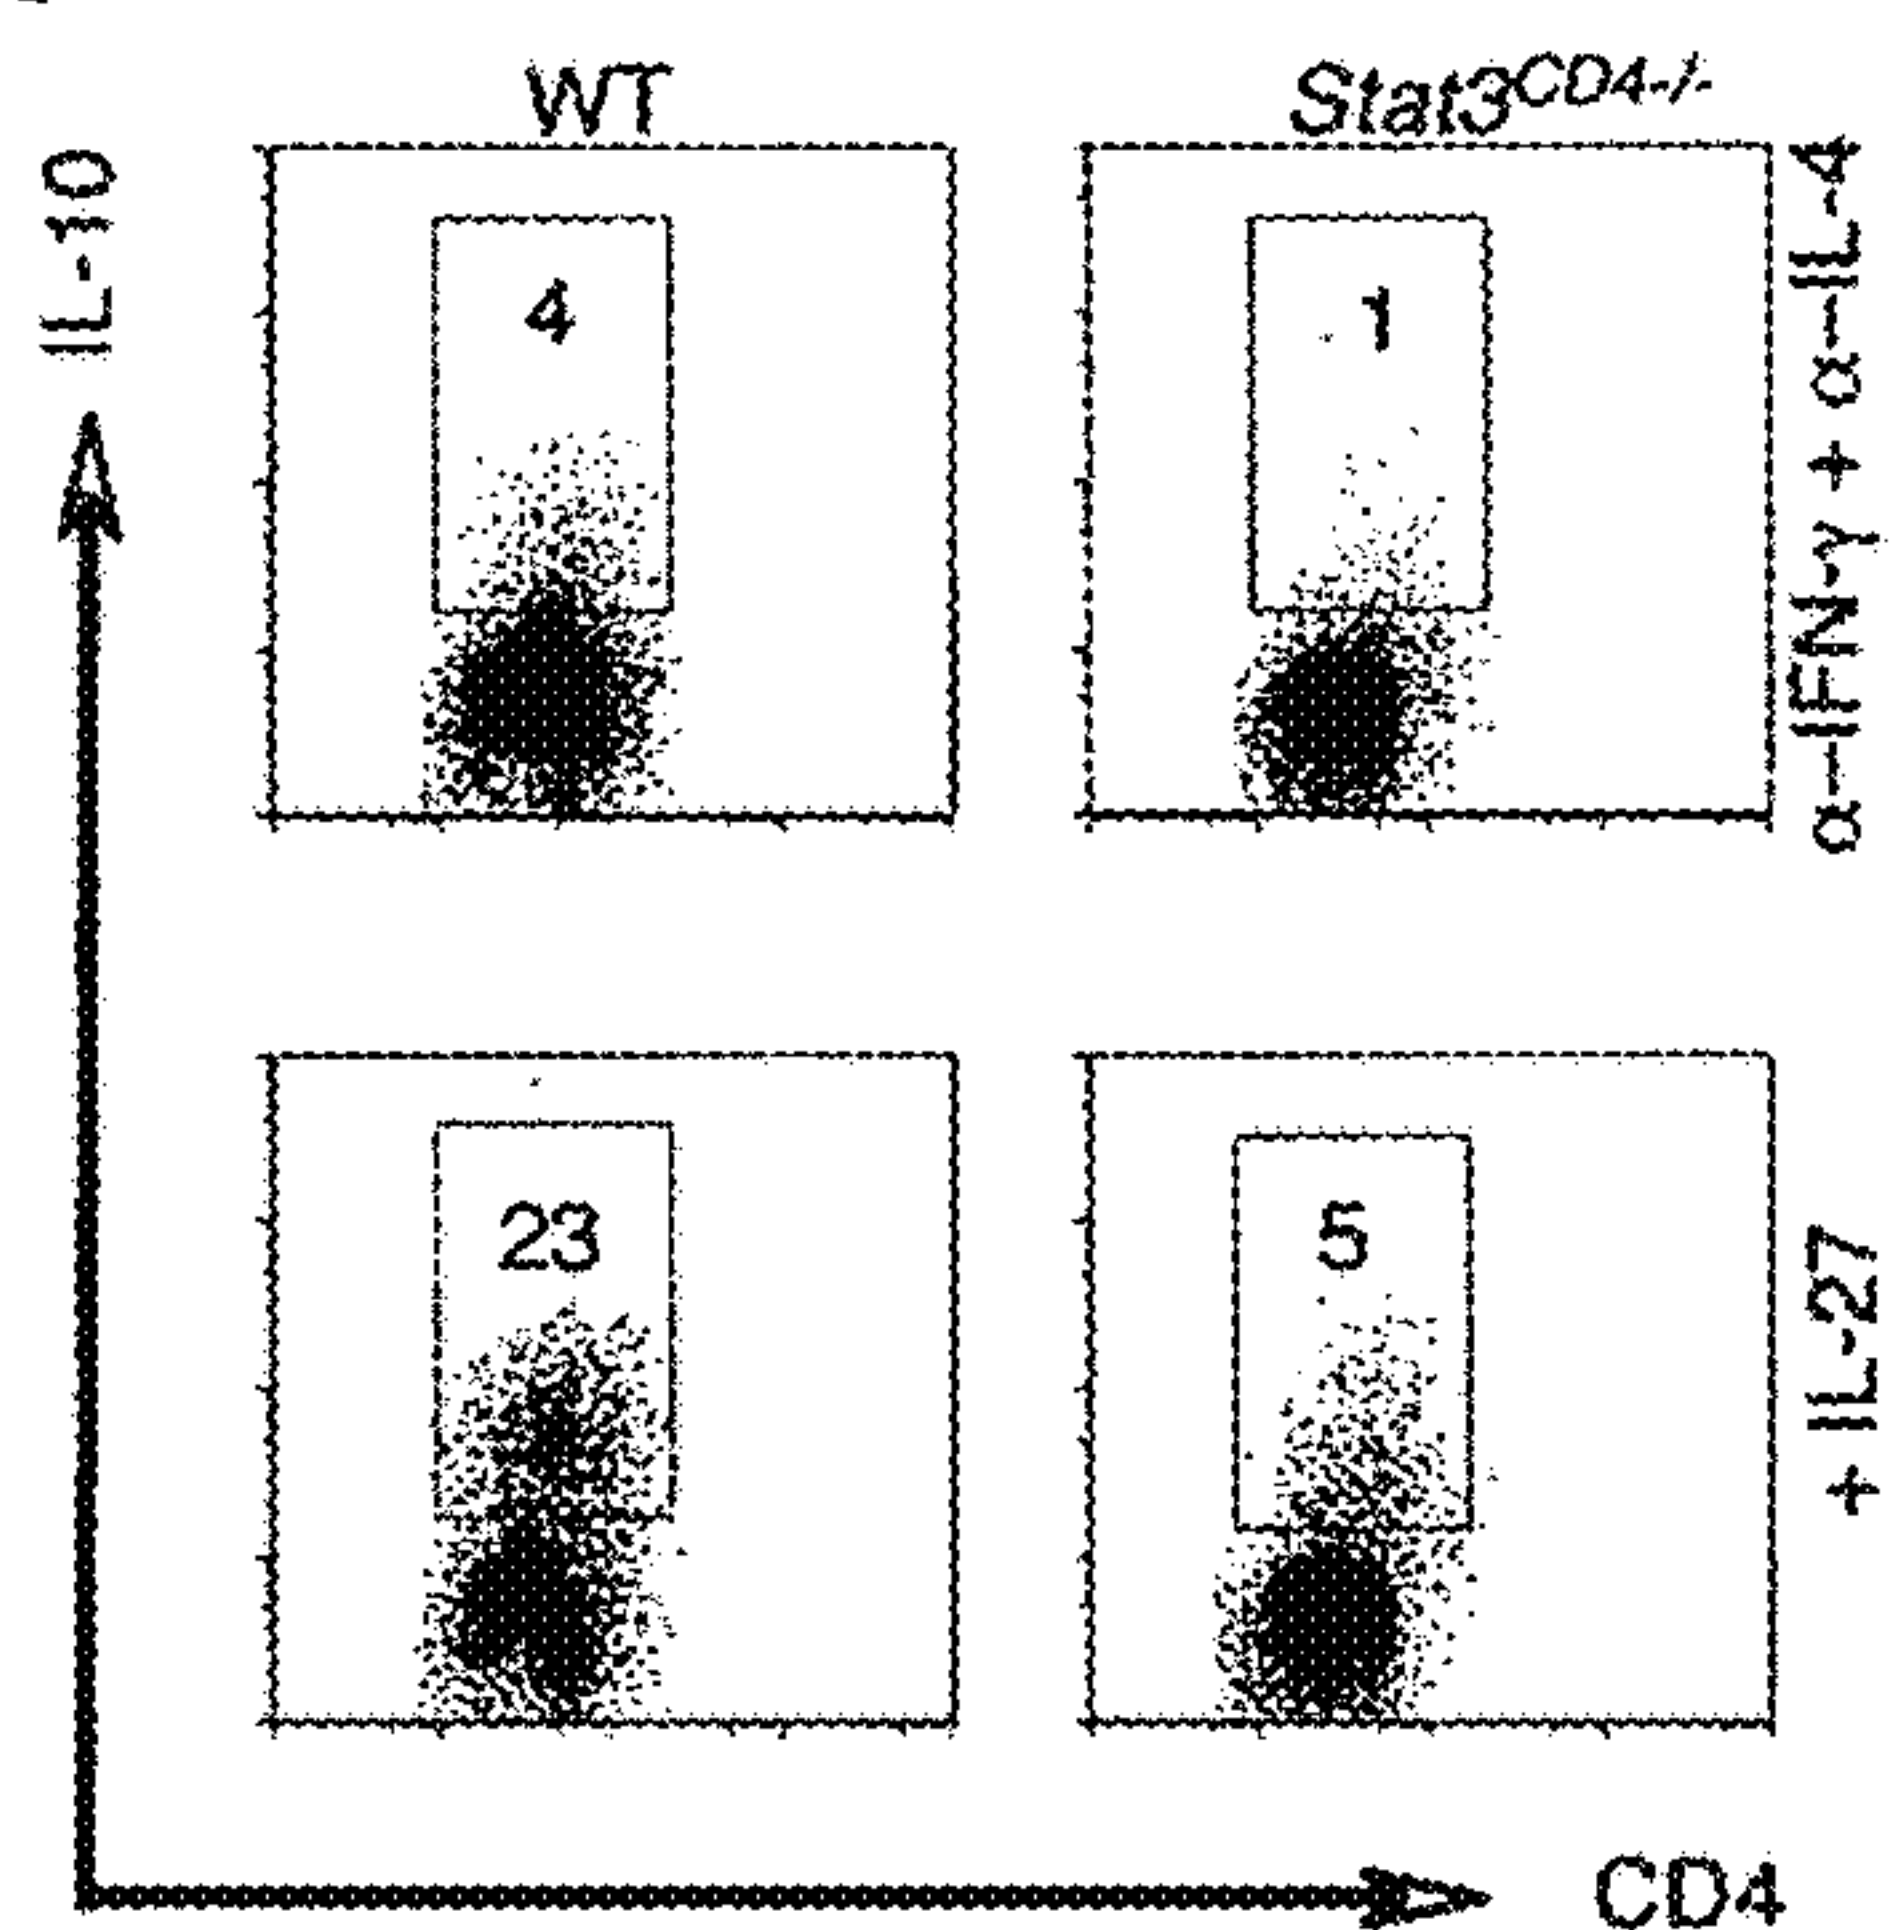 WT
Stat3CD4-/-
IL-10
4
1
α–IFN-γ + α–IL-4
23
5
+ IL-27
CD4